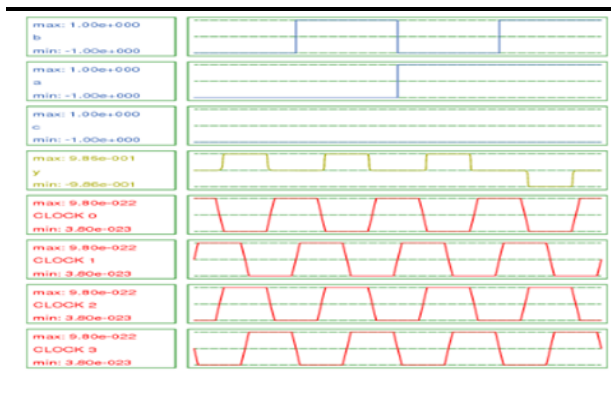 max: 1.00e+000
b
min: -1.00e+000
max: 1.00e+000
a
min: -1.00e+000
max: 1.00e+000
c
min: -1.00e+000
max: 9.85e-001
y
min: -9.86e-001
max: 9.80e-022
CLOCK 0
min: 3.80e-023
max: 9.80e-022
CLOCK 1
min: 3.80e-023
max: 9.80e-022
CLOCK 2
min: 3.80e-023
max: 9.80e-022
CLOCK 3
min: 3.80e-023